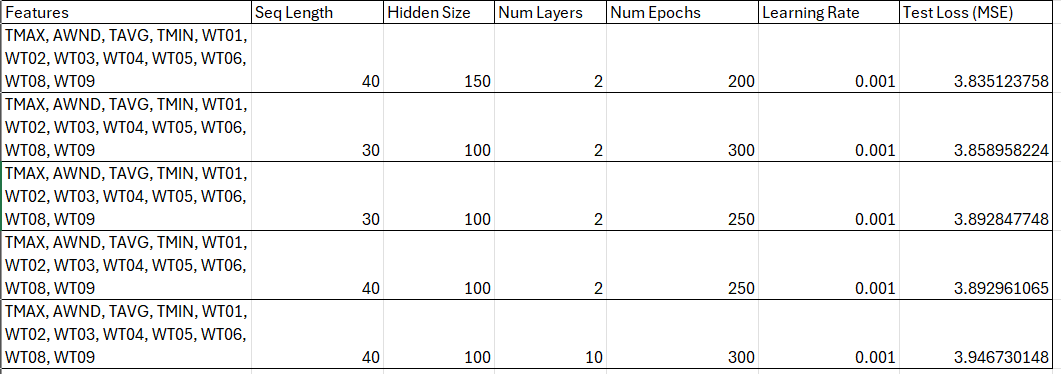 Features Seq Length Hidden Size Num Layers Num Epochs Learning Rate Test Loss (MSE)
TMAX, AWND, TAVG, TMIN, WT01,
WT02, WT03, WT04, WT05, WT06,
WT08, WT09 40 150 2 200 0.001 3.835123758
TMAX, AWND, TAVG, TMIN, WT01,
WT02, WT03, WT04, WT05, WT06,
WT08, WT09 30 100 2 300 0.001 3.858958224
TMAX, AWND, TAVG, TMIN, WT01,
WT02, WT03, WT04, WT05, WT06,
WT08, WT09 30 100 2 250 0.001 3.892847748
TMAX, AWND, TAVG, TMIN, WT01,
WT02, WT03, WT04, WT05, WT06,
WT08, WT09 40 100 2 250 0.001 3.892961065
TMAX, AWND, TAVG, TMIN, WT01,
WT02, WT03, WT04, WT05, WT06,
WT08, WT09 40 100 10 300 0.001 3.946730148